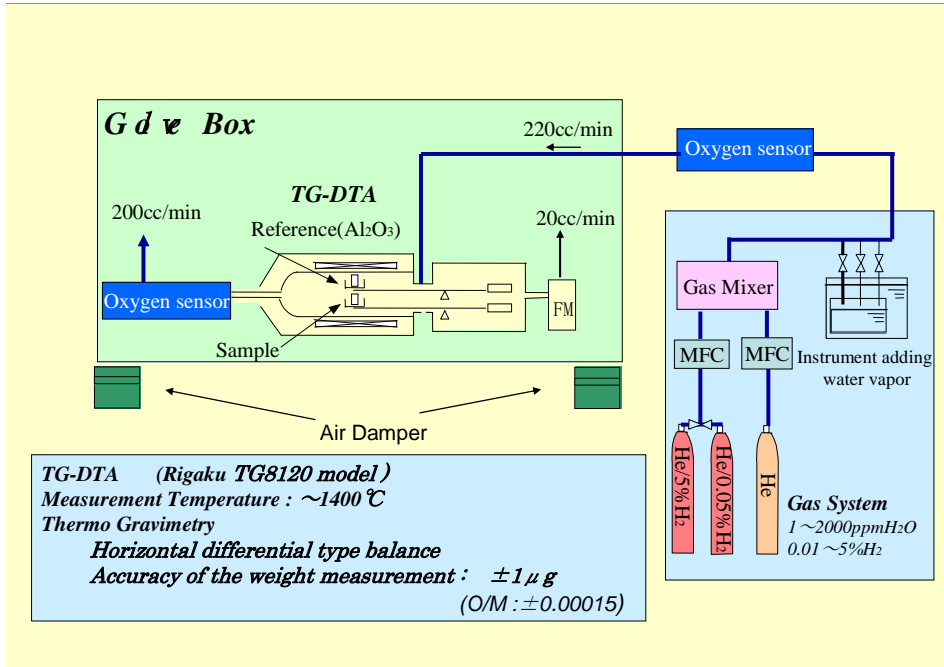 G d ve Box
220cc/min
Oxygen sensor
TG-DTA
200cc/min
Reference(Al₂O₃)
20cc/min
Oxygen sensor
Gas Mixer
FM
Sample
MFC
MFC
Instrument adding
water vapor
Air Damper
He/5%H₂
He/0.05%H₂
He
Gas System
1～2000ppmH₂O
0.01～5%H₂
TG-DTA (Rigaku TG8120 model)
Measurement Temperature : ～1400℃
Thermo Gravimetry
Horizontal differential type balance
Accuracy of the weight measurement： ±1μg
(O/M :±0.00015)